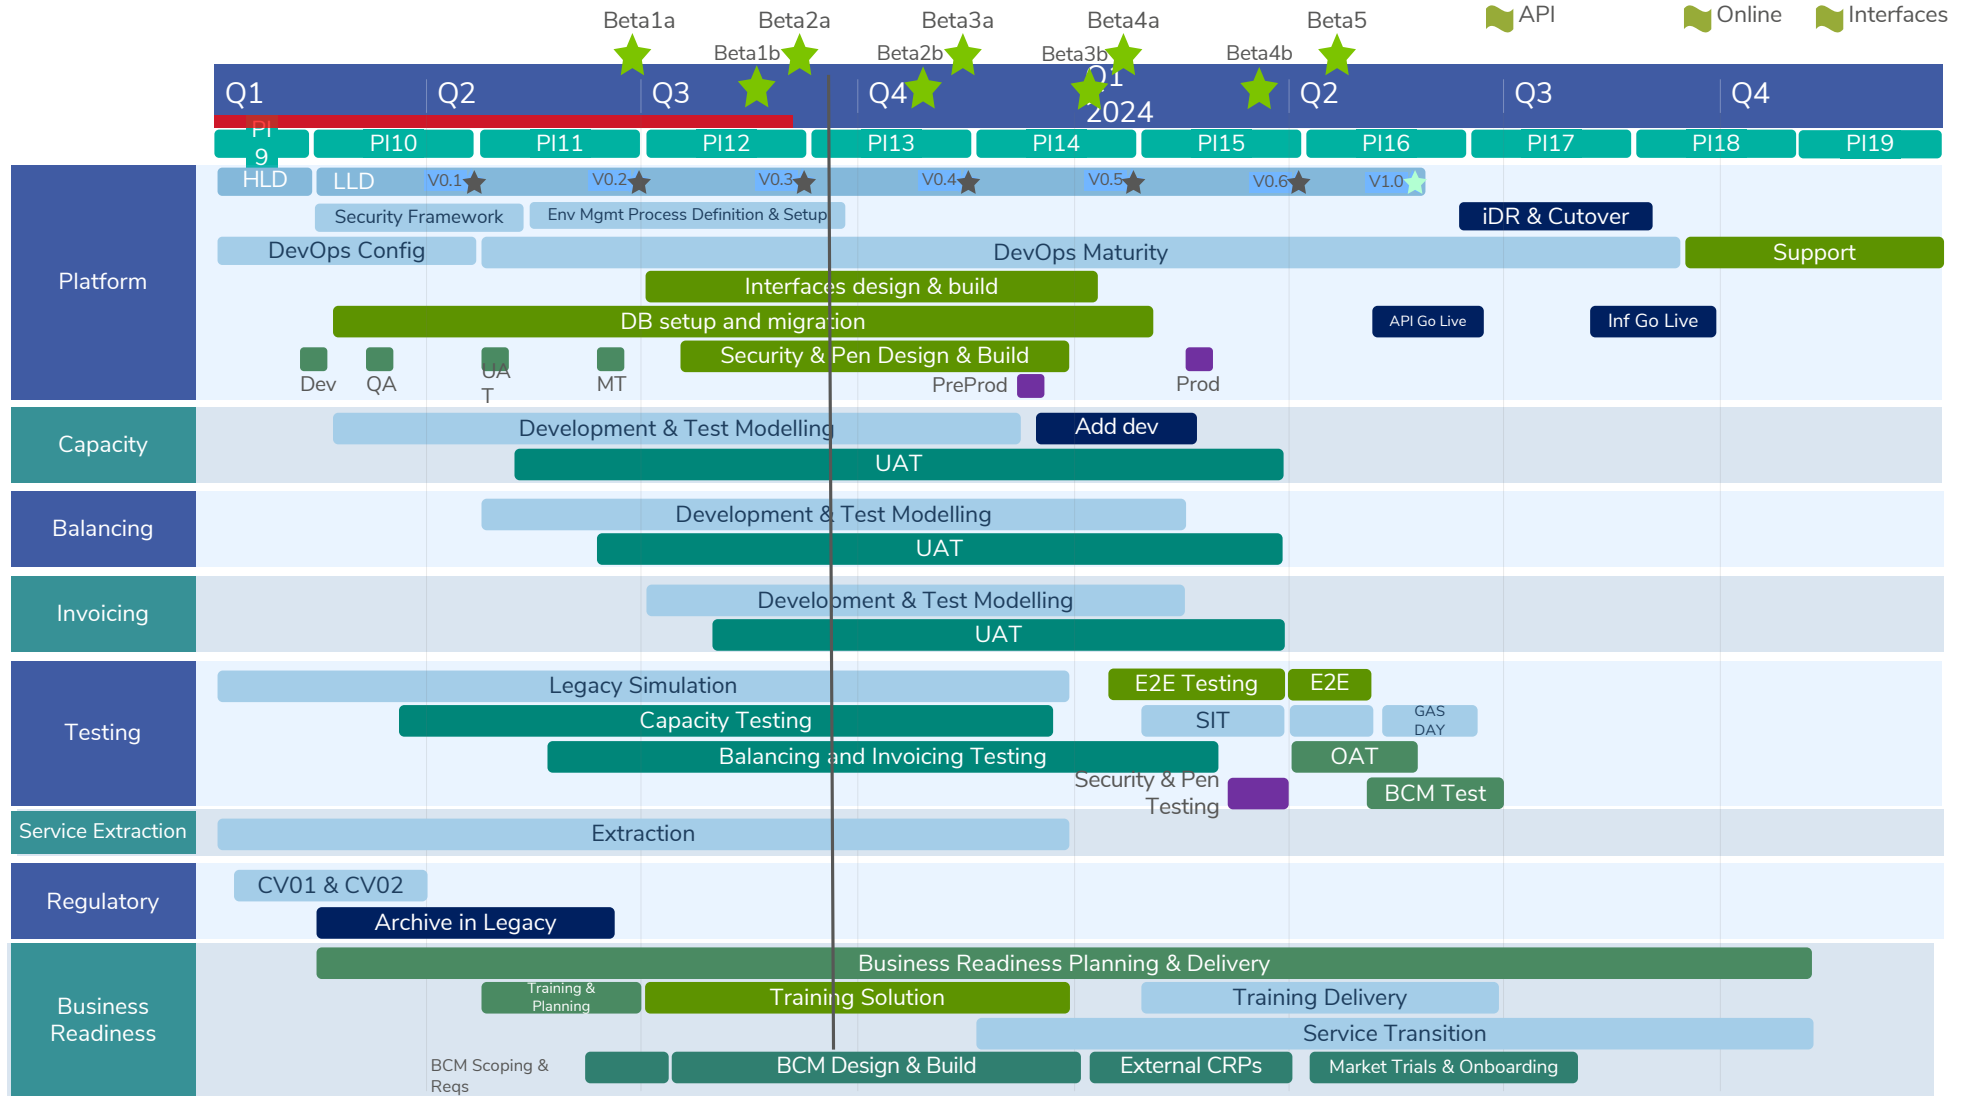 Beta1a
Beta2a
Beta3a
Beta4a
Beta5
API
Online
Interfaces
Beta1b
Beta2b
Beta3b
Beta4b
Q1
Q2
Q3
Q4
Q1
2024
Q2
Q3
Q4
PI
9
PI10
PI11
PI12
PI13
PI14
PI15
PI16
PI17
PI18
PI19
Platform
HLD
LLD
V0.1
V0.2
V0.3
V0.4
V0.5
V0.6
V1.0
Security Framework
Env Mgmt Process Definition & Setup
iDR & Cutover
DevOps Config
DevOps Maturity
Support
Interfaces design & build
DB setup and migration
API Go Live
Inf Go Live
Security & Pen Design & Build
Dev
QA
UA
T
MT
PreProd
Prod
Capacity
Development & Test Modelling
Add dev
UAT
Balancing
Development & Test Modelling
UAT
Invoicing
Development & Test Modelling
UAT
Testing
Legacy Simulation
E2E Testing
E2E
Capacity Testing
SIT
GAS
DAY
Balancing and Invoicing Testing
OAT
Security & Pen
Testing
BCM Test
Service Extraction
Extraction
Regulatory
CV01 & CV02
Archive in Legacy
Business
Readiness
Business Readiness Planning & Delivery
Training &
Planning
Training Solution
Training Delivery
Service Transition
BCM Scoping &
Reqs
BCM Design & Build
External CRPs
Market Trials & Onboarding